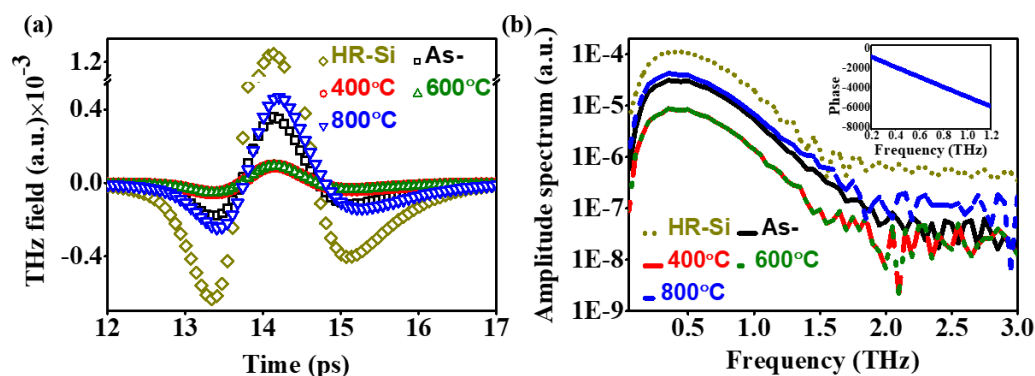 (a)
THz field (a.u.)×10⁻³
1.2
0.4
0.0
-0.4
HR-Si
As-
400°C
600°C
800°C
12
13
14
15
16
17
Time (ps)
(b)
Amplitude spectrum (a.u.)
1E-4
1E-5
1E-6
1E-7
1E-8
1E-9
HR-Si
As-
400°C
600°C
800°C
0.5
1.0
1.5
2.0
2.5
3.0
Frequency (THz)
Phase
0
-2000
-4000
-6000
-8000
0.2
0.4
0.6
0.8
1.0
1.2
Frequency (THz)